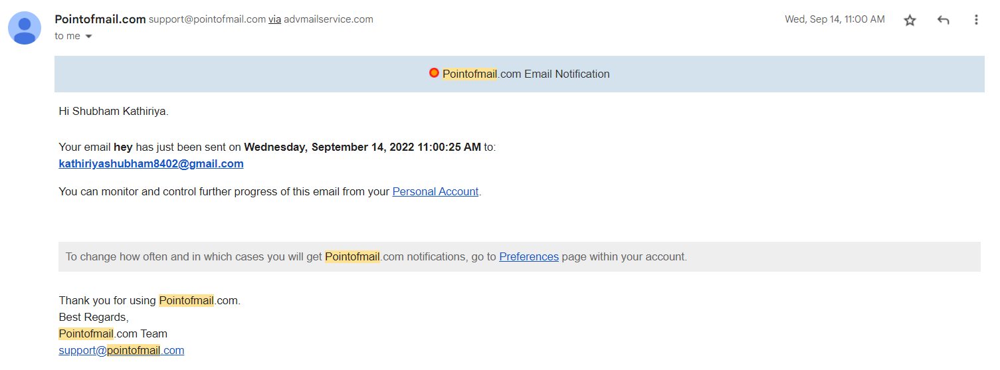 Pointofmail.com support@pointofmail.com via advmailservice.com Wed, Sep 14, 11:00 AM
to me
Pointofmail.com Email Notification
Hi Shubham Kathiriya.
Your email hey has just been sent on Wednesday, September 14, 2022 11:00:25 AM to:
kathiriyashubham8402@gmail.com
You can monitor and control further progress of this email from your Personal Account.
To change how often and in which cases you will get Pointofmail.com notifications, go to Preferences page within your account.
Thank you for using Pointofmail.com.
Best Regards,
Pointofmail.com Team
support@pointofmail.com